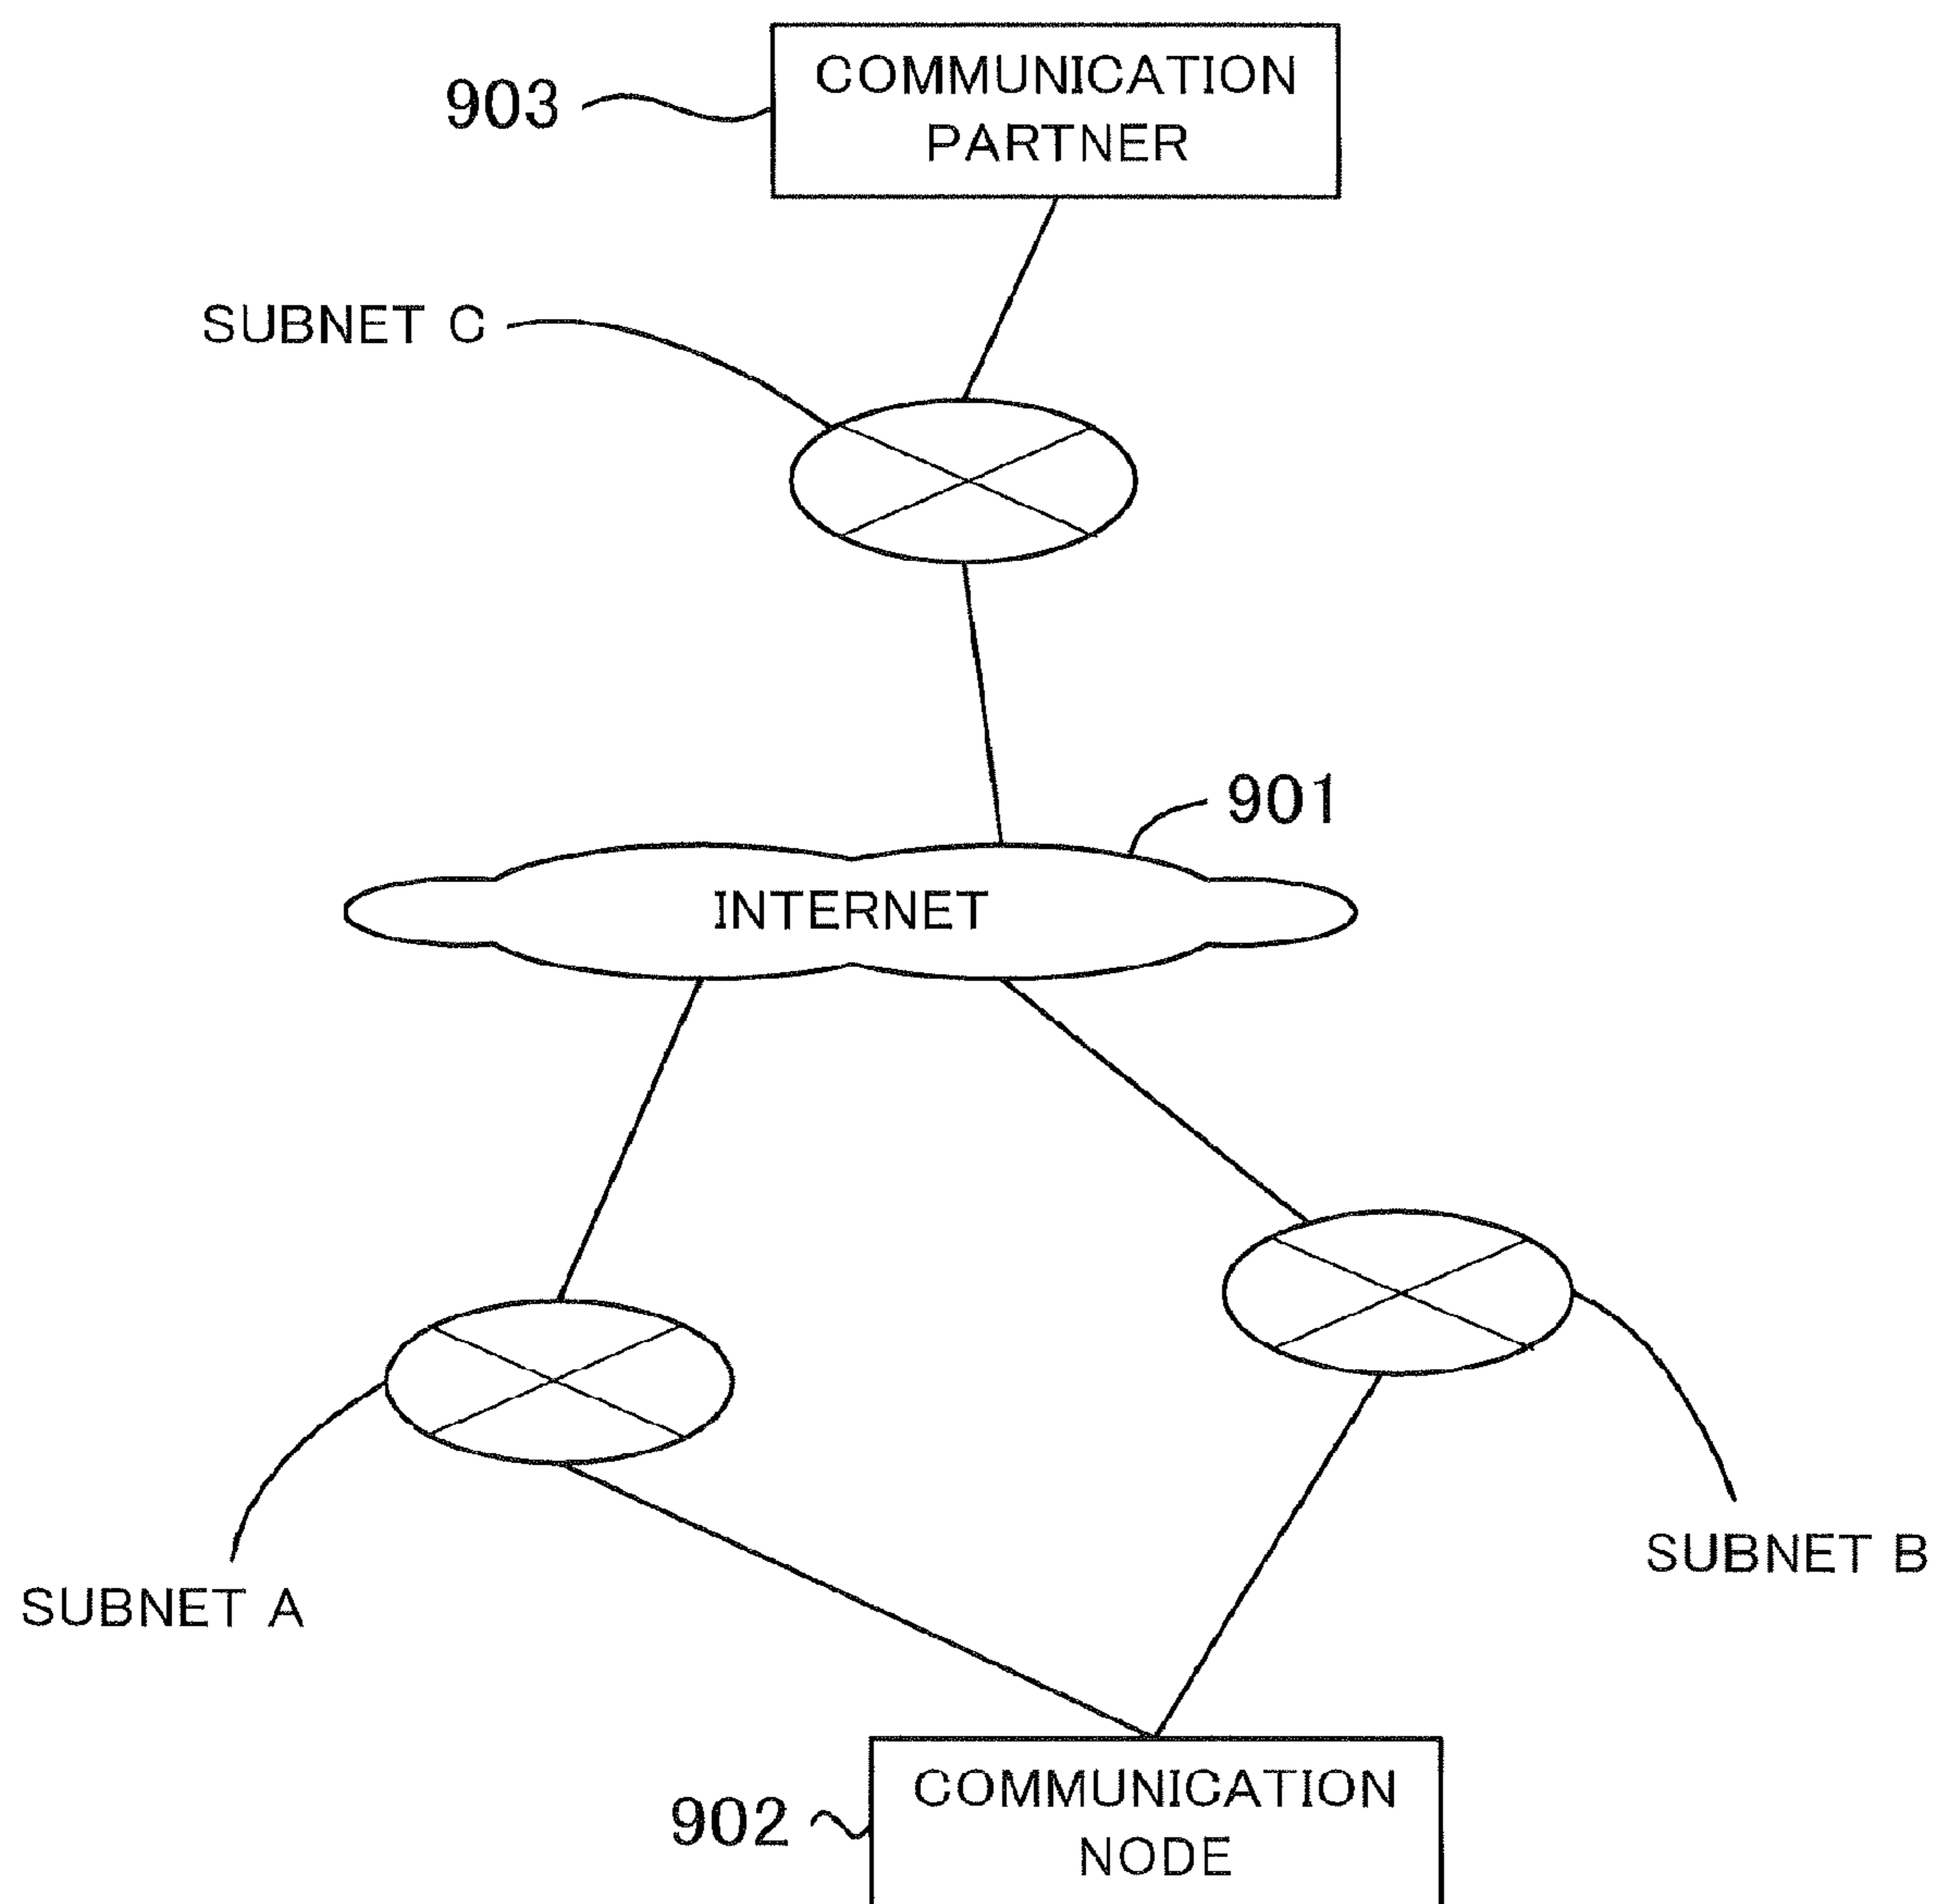 COMMUNICATION
PARTNER
903
SUBNET C
901
INTERNET
SUBNET B
SUBNET A
COMMUNICATION
NODE
902